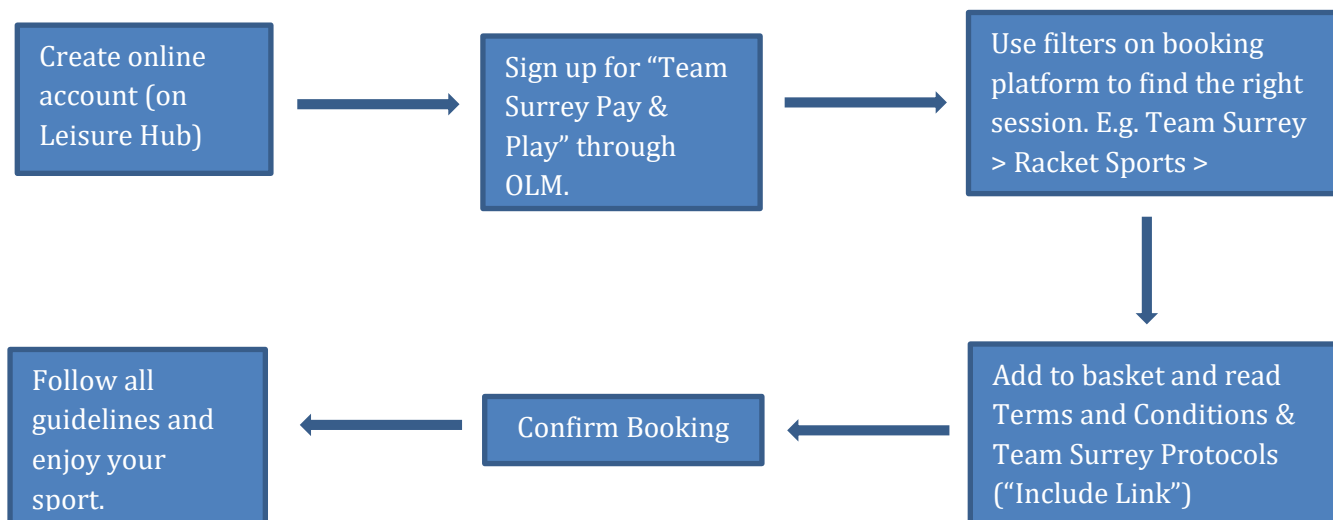 Create online
account (on
Leisure Hub)
Sign up for “Team
Surrey Pay &
Play” through
OLM.
Use filters on booking
platform to find the right
session. E.g. Team Surrey
> Racket Sports >
Add to basket and read
Terms and Conditions &
Team Surrey Protocols
(“Include Link”)
Confirm Booking
Follow all
guidelines and
enjoy your
sport.